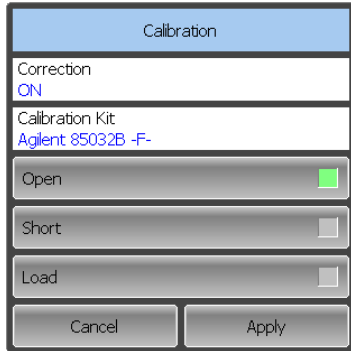 Calibration
Correction
ON
Calibration Kit
Agilent 85032B -F-
Open
Short
Load
Cancel
Apply